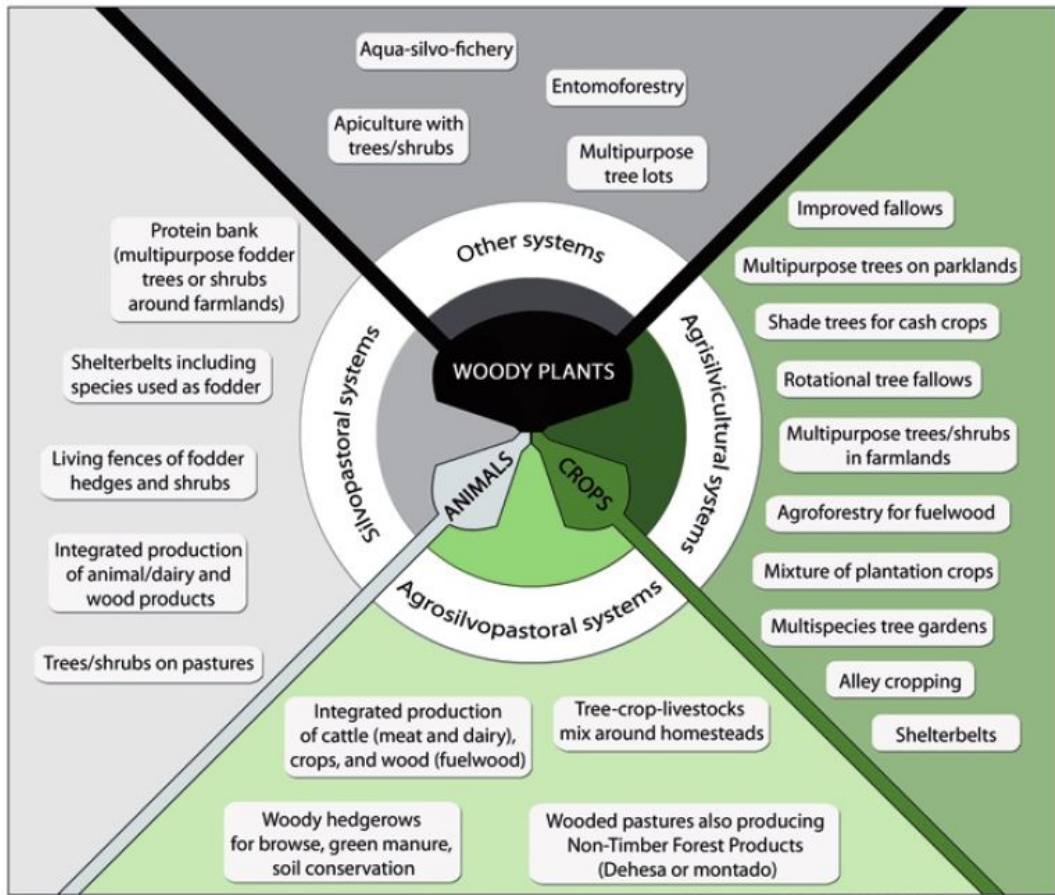 Aqua-silvo-fichery
Entomoforestry
Apiculture with
trees/shrubs
Multipurpose
tree lots
Other systems
WOODY PLANTS
Silvopastoral systems
Protein bank
(multipurpose fodder
trees or shrubs
around farmlands)
Shelterbelts including
species used as fodder
Living fences of fodder
hedges and shrubs
Integrated production
of animal/dairy and
wood products
Trees/shrubs on pastures
ANIMALS
CROPS
Agrisilvicultural systems
Improved fallows
Multipurpose trees on parklands
Shade trees for cash crops
Rotational tree fallows
Multipurpose trees/shrubs
in farmlands
Agroforestry for fuelwood
Mixture of plantation crops
Multispecies tree gardens
Alley cropping
Shelterbelts
Agrosilvopastoral systems
Integrated production
of cattle (meat and dairy),
crops, and wood (fuelwood)
Tree-crop-livestocks
mix around homesteads
Woody hedgerows
for browse, green manure,
soil conservation
Wooded pastures also producing
Non-Timber Forest Products
(Dehesa or montado)